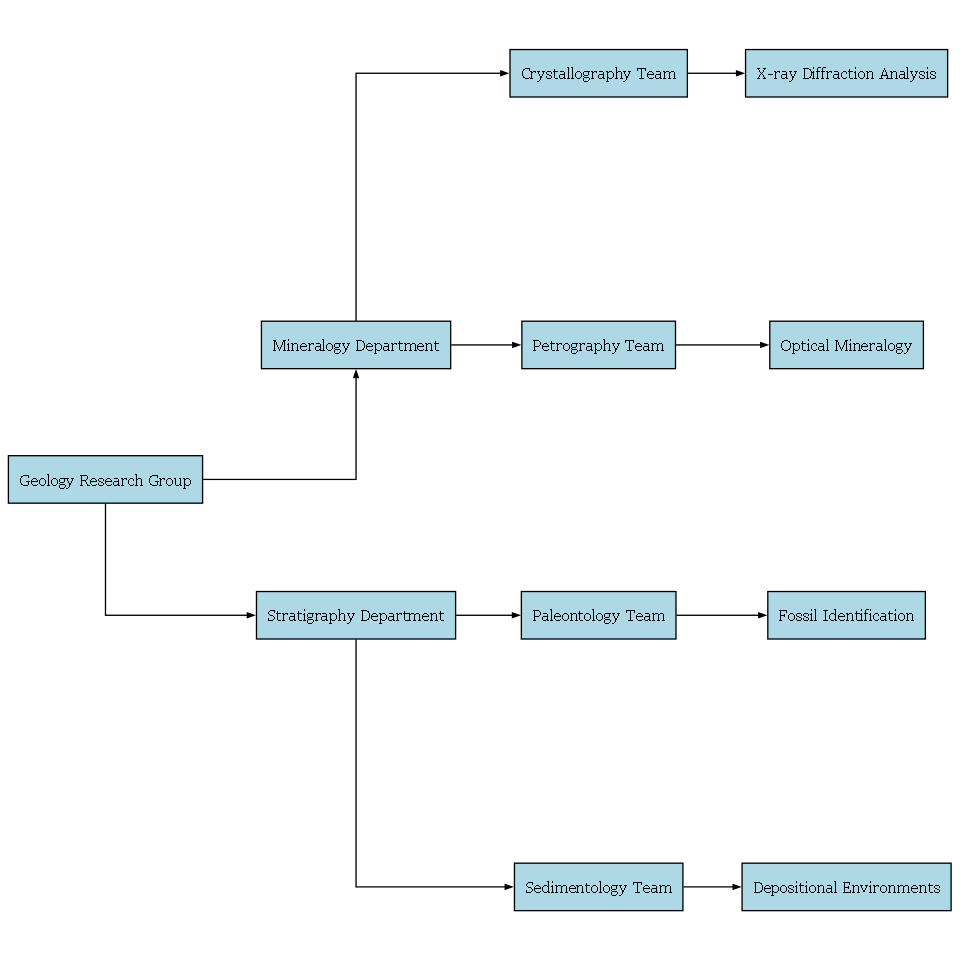 Crystallography Team
X-ray Diffraction Analysis
Mineralogy Department
Petrography Team
Optical Mineralogy
Geology Research Group
Stratigraphy Department
Paleontology Team
Fossil Identification
Sedimentology Team
Depositional Environments